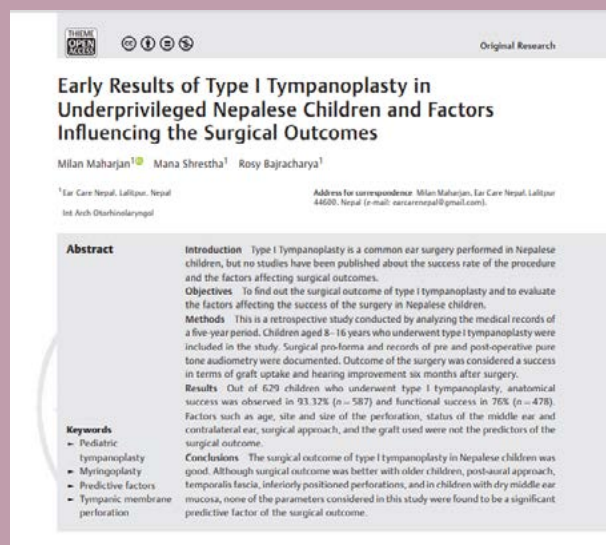 THIEME
OPEN
ACCESS
Original Research
Early Results of Type I Tympanoplasty in
Underprivileged Nepalese Children and Factors
Influencing the Surgical Outcomes
Milan Maharjan1 Mana Shrestha1 Rosy Bajracharya1
1 Ear Care Nepal, Lalitpur, Nepal
Int Arch Otorhinolaryngol
Address for correspondence Milan Maharjan, Ear Care Nepal, Lalitpur
44600, Nepal (e-mail: earcarenepal@gmail.com).
Abstract
Introduction Type I Tympanoplasty is a common ear surgery performed in Nepalese
children, but no studies have been published about the success rate of the procedure
and the factors affecting surgical outcomes.
Objectives To find out the surgical outcome of type I tympanoplasty and to evaluate
the factors affecting the success of the surgery in Nepalese children.
Methods This is a retrospective study conducted by analyzing the medical records of
a five-year period. Children aged 8–16 years who underwent type I tympanoplasty were
included in the study. Surgical pro-forma and records of pre and post-operative pure
tone audiometry were documented. Outcome of the surgery was considered a success
in terms of graft uptake and hearing improvement six months after surgery.
Results Out of 629 children who underwent type I tympanoplasty, anatomical
success was observed in 93.32% (n = 587) and functional success in 76% (n = 478).
Factors such as age, site and size of the perforation, status of the middle ear and
contralateral ear, surgical approach, and the graft used were not the predictors of the
surgical outcome.
Conclusions The surgical outcome of type I tympanoplasty in Nepalese children was
good. Although surgical outcome was better with older children, post-aural approach,
temporalis fascia, inferiorly positioned perforations, and in children with dry middle ear
mucosa, none of the parameters considered in this study were found to be a significant
predictive factor of the surgical outcome.
Keywords
Pediatric
tympanoplasty
Myringoplasty
Predictive factors
Tympanic membrane
perforation